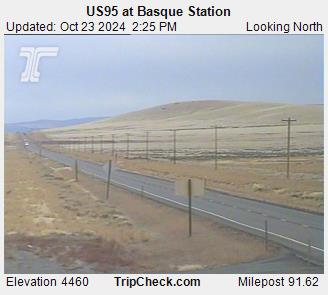 US95 at Basque Station
Updated: Oct 23 2024 2:25 PM Looking North
Elevation 4460 TripCheck.com Milepost 91.62